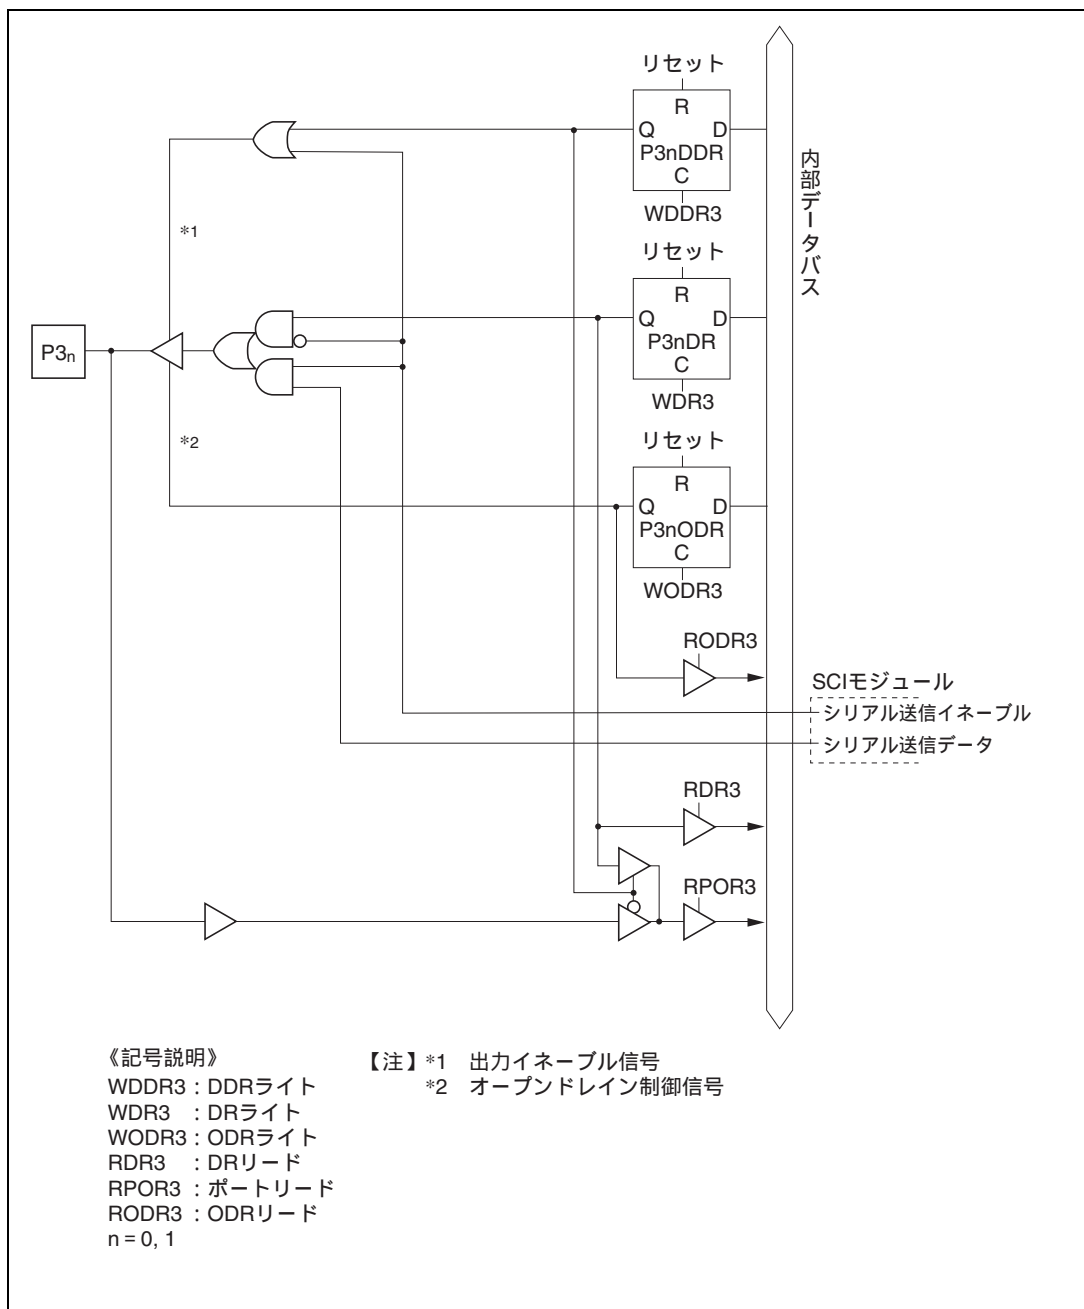 リセット
R
Q D
P3nDDR
C
WDDR3
内部データバス
*1
リセット
R
Q D
P3nDR
C
WDR3
P3n
*2
リセット
R
Q D
P3nODR
C
WODR3
RODR3
SCIモジュール
シリアル送信イネーブル
シリアル送信データ
RDR3
RPOR3
《記号説明》
WDDR3 : DDRライト
WDR3 : DRライト
WODR3 : ODRライト
RDR3 : DRリード
RPOR3 : ポートリード
RODR3 : ODRリード
n = 0, 1
【注】 *1 出力イネーブル信号
*2 オープンドレイン制御信号